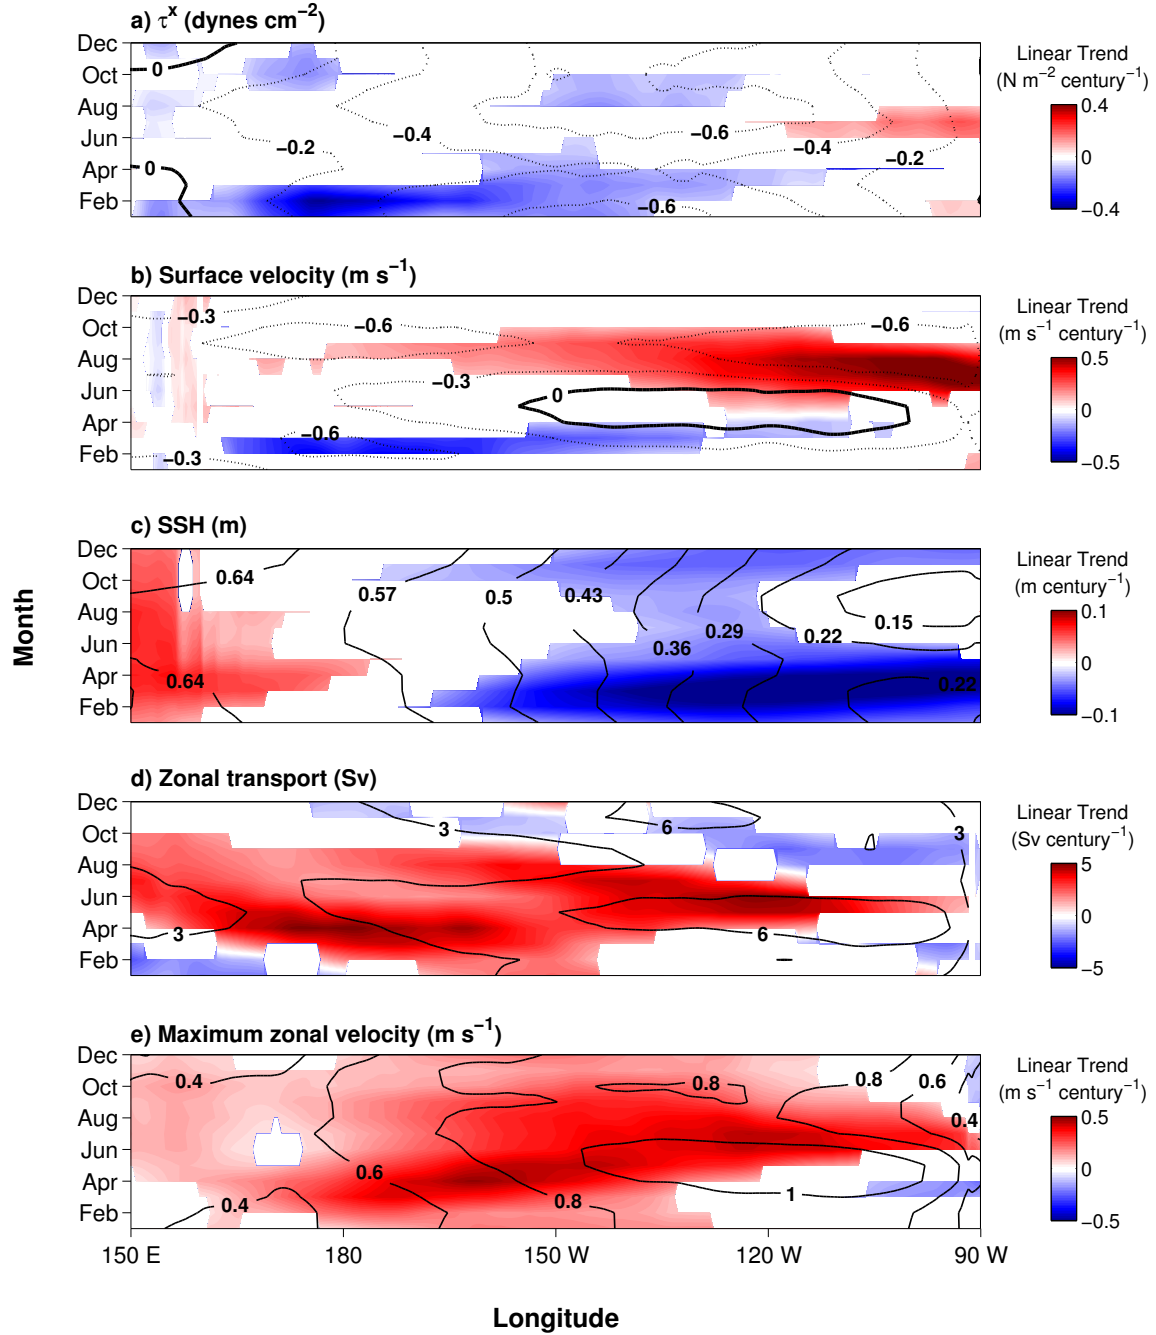 a) τˣ (dynes cm⁻²)
Dec
Oct
Aug
Jun
Apr
Feb
0
−0.2
−0.4
−0.6
−0.4
−0.2
0
−0.6
Linear Trend
(N m⁻² century⁻¹)
0.4
0
−0.4
b) Surface velocity (m s⁻¹)
Dec
Oct
Aug
Jun
Apr
Feb
−0.3
−0.6
−0.6
−0.3
0
−0.6
−0.3
Linear Trend
(m s⁻¹ century⁻¹)
0.5
0
−0.5
c) SSH (m)
Dec
Oct
Aug
Jun
Apr
Feb
0.64
0.57
0.5
0.43
0.15
0.29
0.22
0.36
0.64
0.22
Linear Trend
(m century⁻¹)
0.1
0
−0.1
Month
d) Zonal transport (Sv)
Dec
Oct
Aug
Jun
Apr
Feb
3
6
3
3
6
Linear Trend
(Sv century⁻¹)
5
0
−5
e) Maximum zonal velocity (m s⁻¹)
Dec
Oct
Aug
Jun
Apr
Feb
0.4
0.8
0.8
0.6
0.4
0.6
0.4
0.8
1
Linear Trend
(m s⁻¹ century⁻¹)
0.5
0
−0.5
150 E
180
150 W
120 W
90 W
Longitude